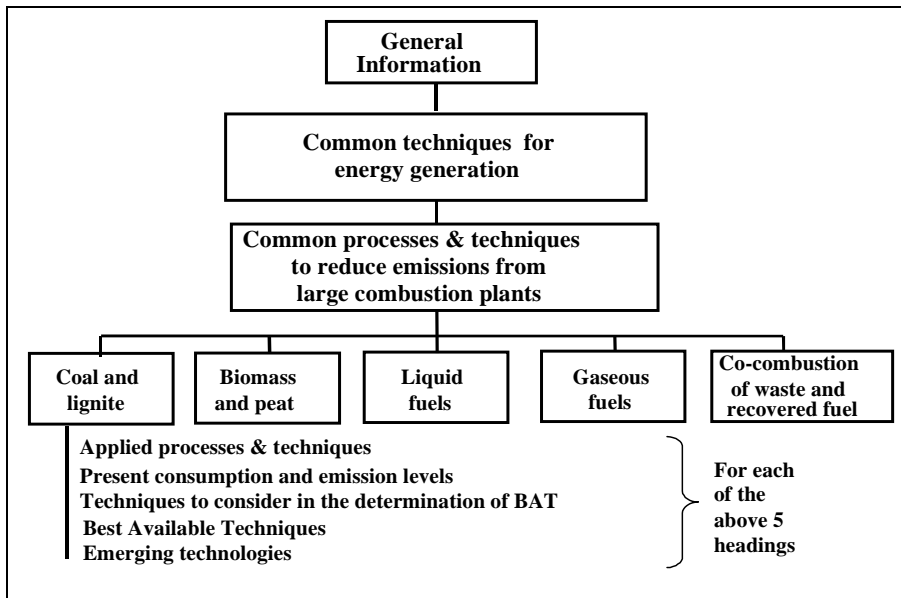 General
Information
Common techniques for
energy generation
Common processes & techniques
to reduce emissions from
large combustion plants
Coal and
lignite
Biomass
and peat
Liquid
fuels
Gaseous
fuels
Co-combustion
of waste and
recovered fuel
Applied processes & techniques
Present consumption and emission levels
Techniques to consider in the determination of BAT
Best Available Techniques
Emerging technologies
For each
of the
above 5
headings